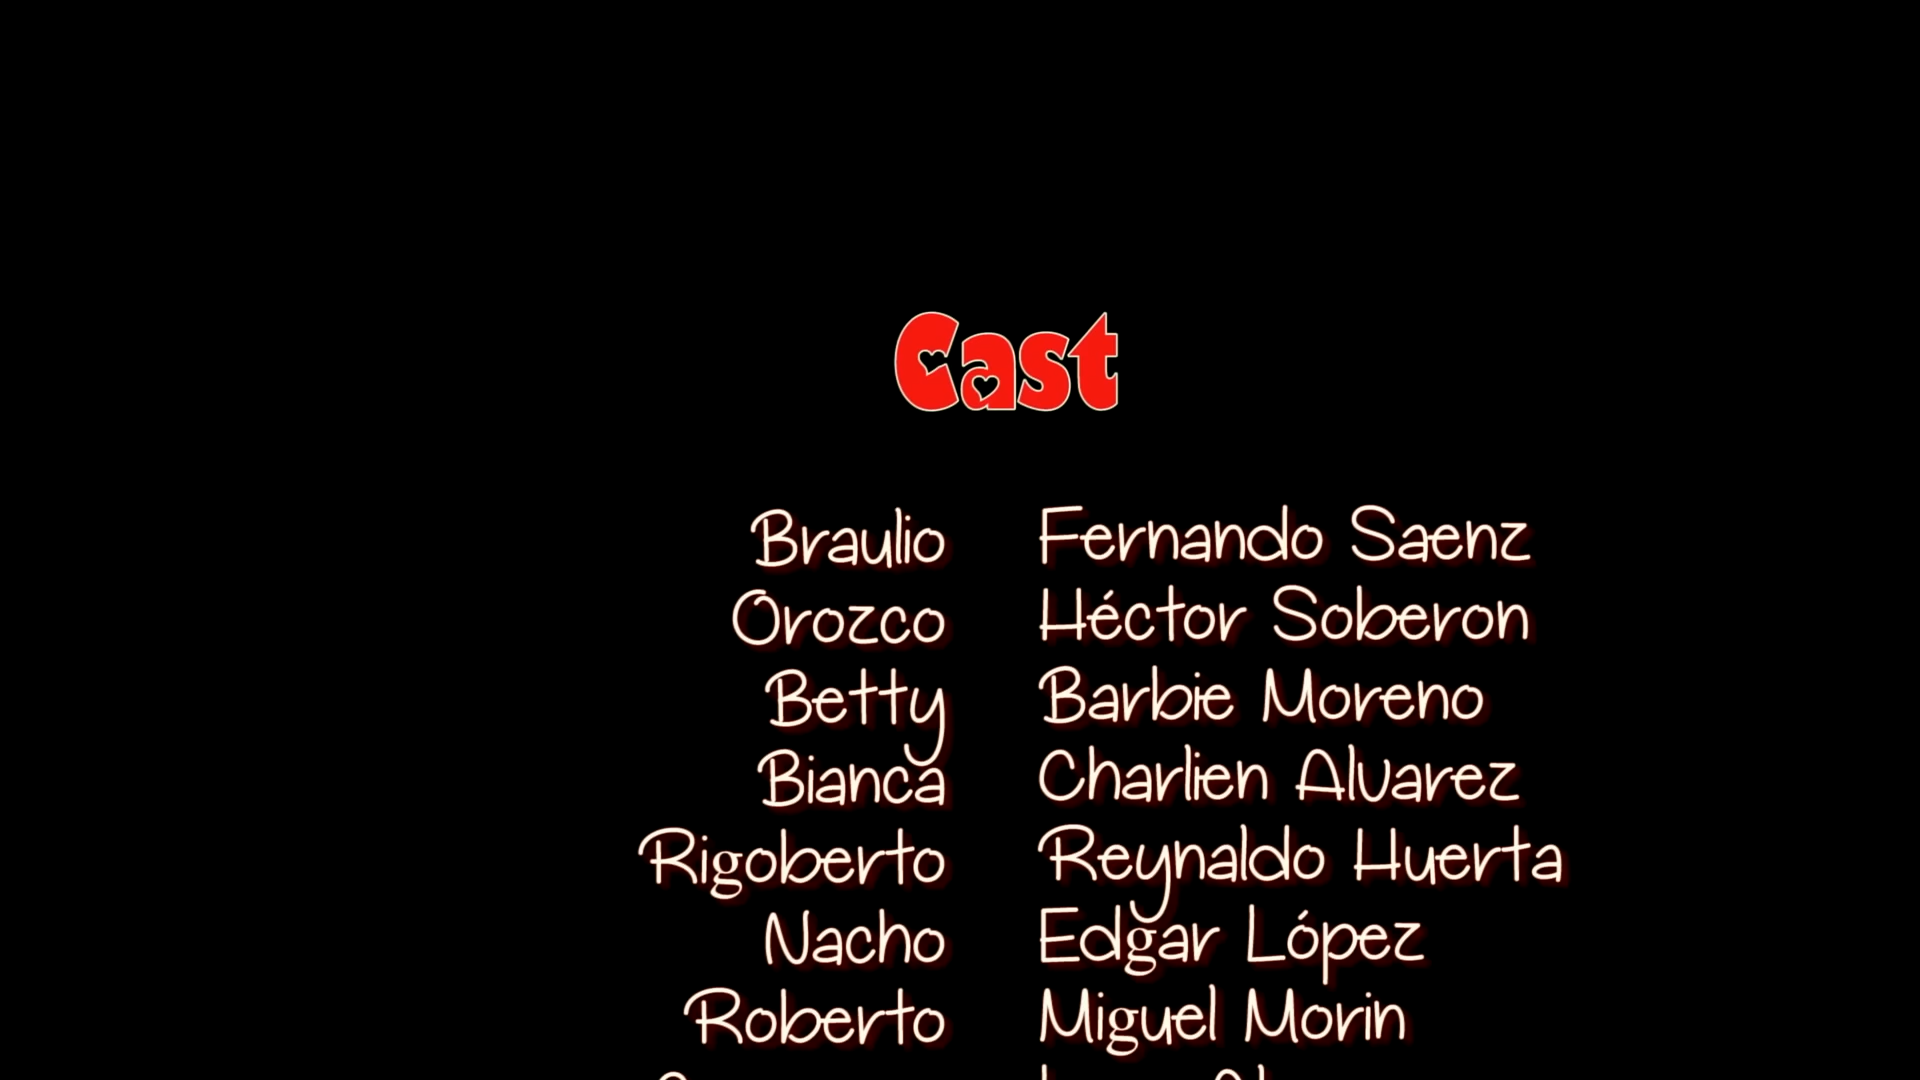 Cast
Braulio Fernando Saenz
Orozco Héctor Soberon
Betty Barbie Moreno
Bianca Charlien Alvarez
Rigoberto Reynaldo Huerta
Nacho Edgar López
Roberto Miguel Morin